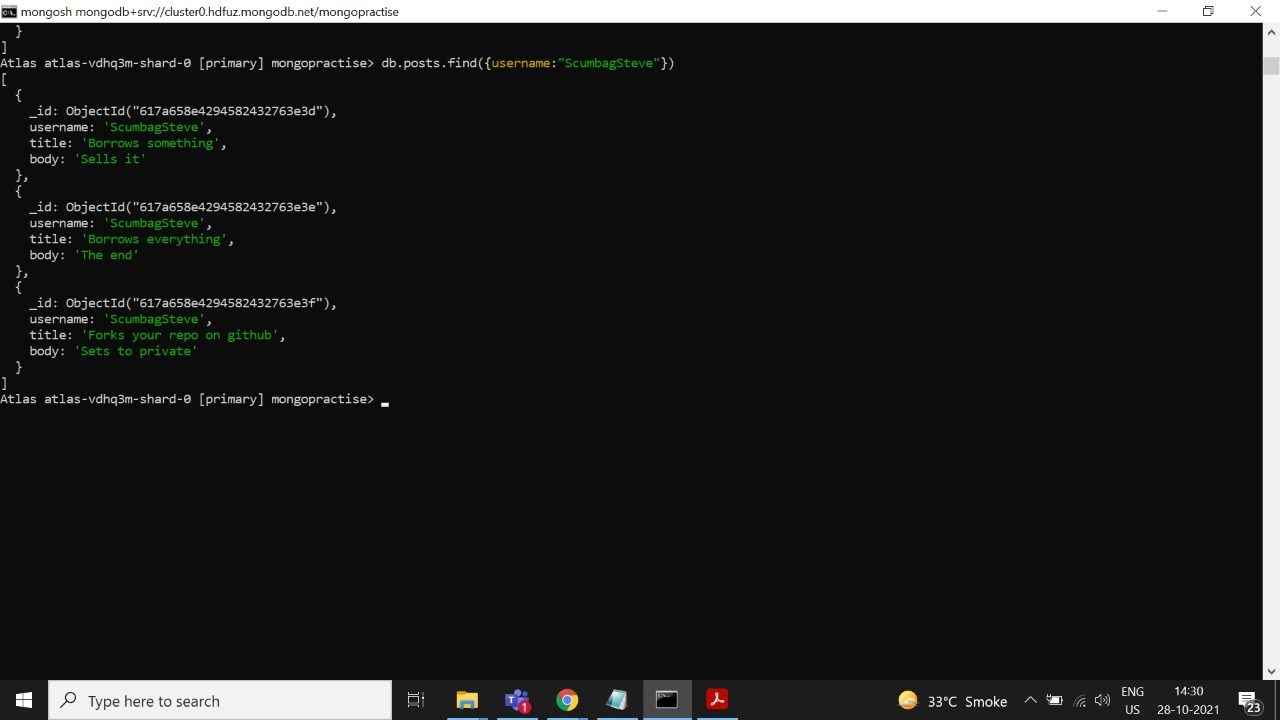 mongosh mongodb+srv://cluster0.hdfuz.mongodb.net/mongopractise
  }
]
Atlas atlas-vdhq3m-shard-0 [primary] mongopractise> db.posts.find({username:"ScumbagSteve"})
[
  {
    _id: ObjectId("617a658e4294582432763e3d"),
    username: 'ScumbagSteve',
    title: 'Borrows something',
    body: 'Sells it'
  },
  {
    _id: ObjectId("617a658e4294582432763e3e"),
    username: 'ScumbagSteve',
    title: 'Borrows everything',
    body: 'The end'
  },
  {
    _id: ObjectId("617a658e4294582432763e3f"),
    username: 'ScumbagSteve',
    title: 'Forks your repo on github',
    body: 'Sets to private'
  }
]
Atlas atlas-vdhq3m-shard-0 [primary] mongopractise>
Type here to search
1
33°C Smoke
ENG
US
14:30
28-10-2021
23